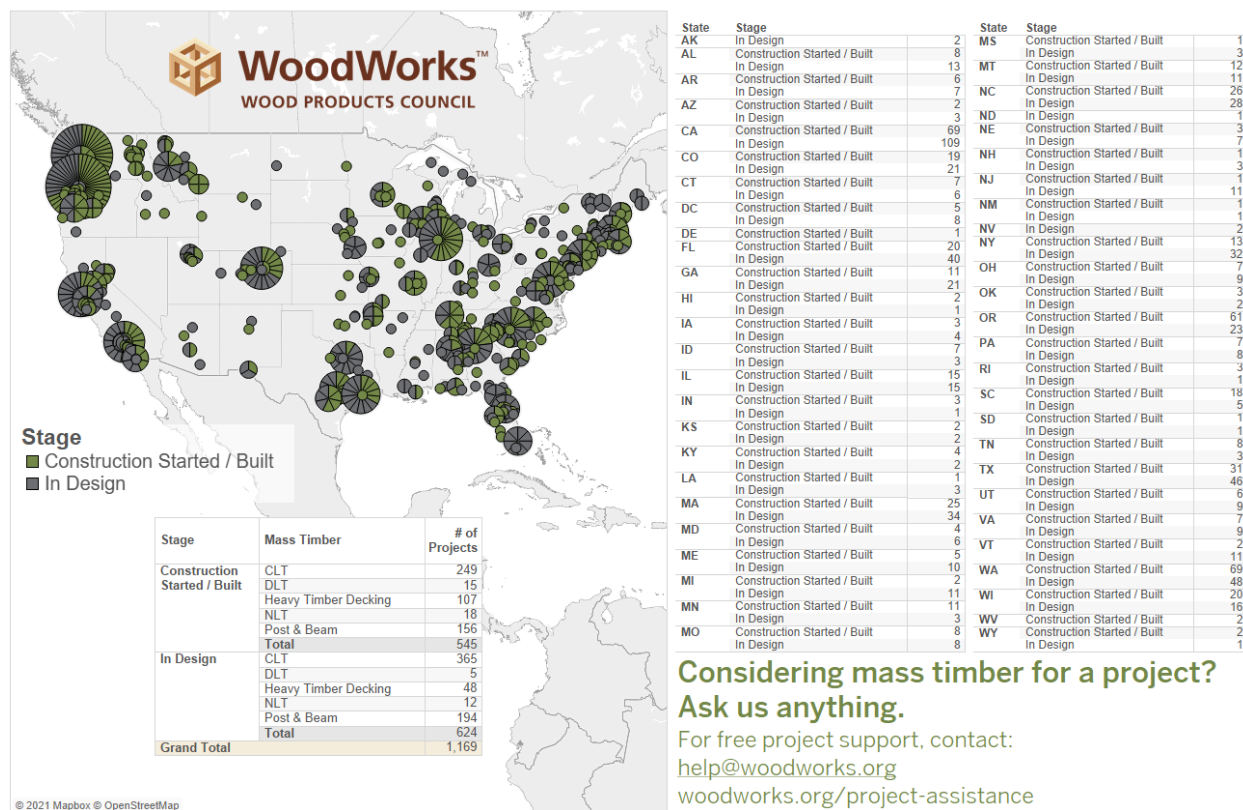 WoodWorks™
WOOD PRODUCTS COUNCIL
Stage
Construction Started / Built
In Design
Stage Mass Timber # of Projects
Construction Started / Built CLT 249
DLT 15
Heavy Timber Decking 107
NLT 18
Post & Beam 156
Total 545
In Design CLT 365
DLT 5
Heavy Timber Decking 48
NLT 12
Post & Beam 194
Total 624
Grand Total 1,169
© 2021 Mapbox © OpenStreetMap
State Stage
AK In Design 2
AL Construction Started / Built 8
In Design 13
AR Construction Started / Built 6
In Design 7
AZ Construction Started / Built 2
In Design 3
CA Construction Started / Built 69
In Design 109
CO Construction Started / Built 19
In Design 21
CT Construction Started / Built 7
In Design 6
DC Construction Started / Built 5
In Design 8
DE Construction Started / Built 1
FL Construction Started / Built 20
In Design 40
GA Construction Started / Built 11
In Design 21
HI Construction Started / Built 2
In Design 1
IA Construction Started / Built 3
In Design 4
ID Construction Started / Built 7
In Design 3
IL Construction Started / Built 15
In Design 15
IN Construction Started / Built 3
In Design 1
KS Construction Started / Built 2
In Design 2
KY Construction Started / Built 4
In Design 2
LA Construction Started / Built 1
In Design 3
MA Construction Started / Built 25
In Design 34
MD Construction Started / Built 4
In Design 6
ME Construction Started / Built 5
In Design 10
MI Construction Started / Built 2
In Design 11
MN Construction Started / Built 11
In Design 3
MO Construction Started / Built 8
In Design 8
State Stage
MS Construction Started / Built 1
In Design 3
MT Construction Started / Built 12
In Design 11
NC Construction Started / Built 26
In Design 28
ND In Design 1
NE Construction Started / Built 3
In Design 7
NH Construction Started / Built 1
In Design 3
NJ Construction Started / Built 1
In Design 11
NM Construction Started / Built 1
In Design 1
NV In Design 2
NY Construction Started / Built 13
In Design 32
OH Construction Started / Built 7
In Design 9
OK Construction Started / Built 3
In Design 2
OR Construction Started / Built 61
In Design 23
PA Construction Started / Built 7
In Design 8
RI Construction Started / Built 3
In Design 1
SC Construction Started / Built 18
In Design 5
SD Construction Started / Built 1
In Design 1
TN Construction Started / Built 8
In Design 3
TX Construction Started / Built 31
In Design 46
UT Construction Started / Built 6
In Design 9
VA Construction Started / Built 7
In Design 9
VT Construction Started / Built 2
In Design 11
WA Construction Started / Built 69
In Design 48
WI Construction Started / Built 20
In Design 16
WV Construction Started / Built 2
WY Construction Started / Built 2
In Design 1
Considering mass timber for a project?
Ask us anything.
For free project support, contact:
help@woodworks.org
woodworks.org/project-assistance